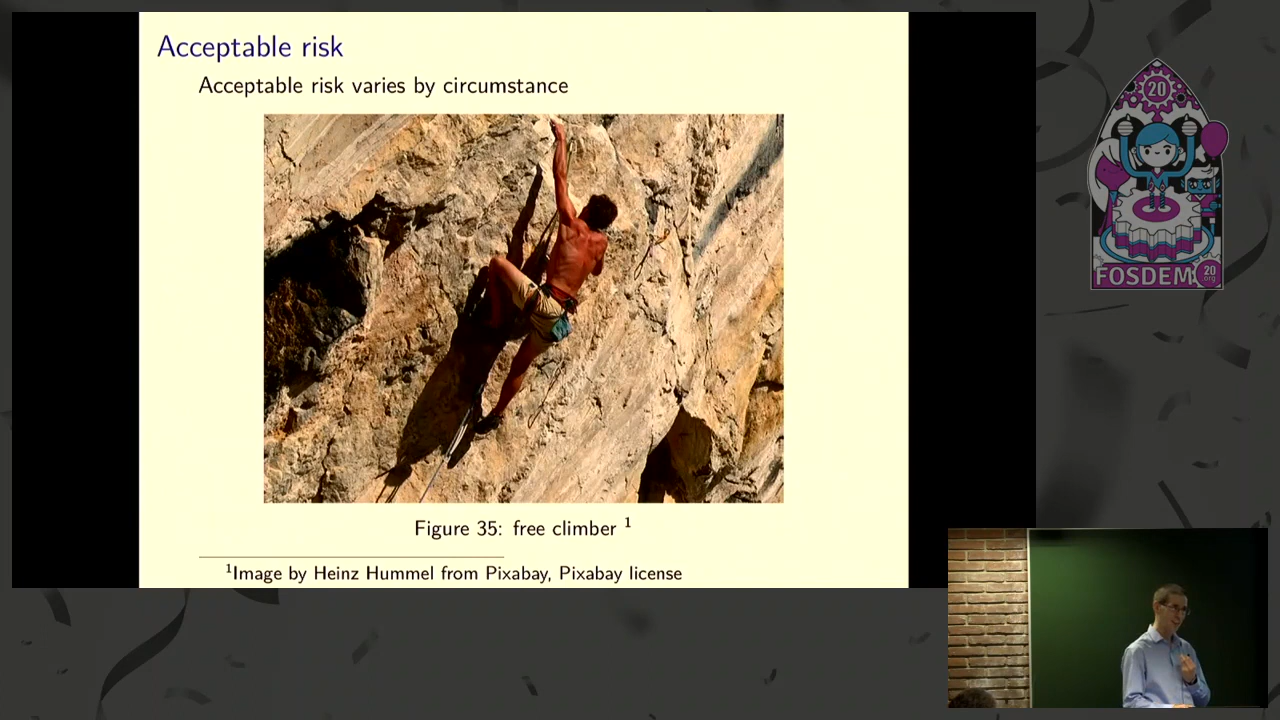 Acceptable risk
Acceptable risk varies by circumstance
Figure 35: free climber 1
1Image by Heinz Hummel from Pixabay, Pixabay license
20
FOSDEM 20
.org